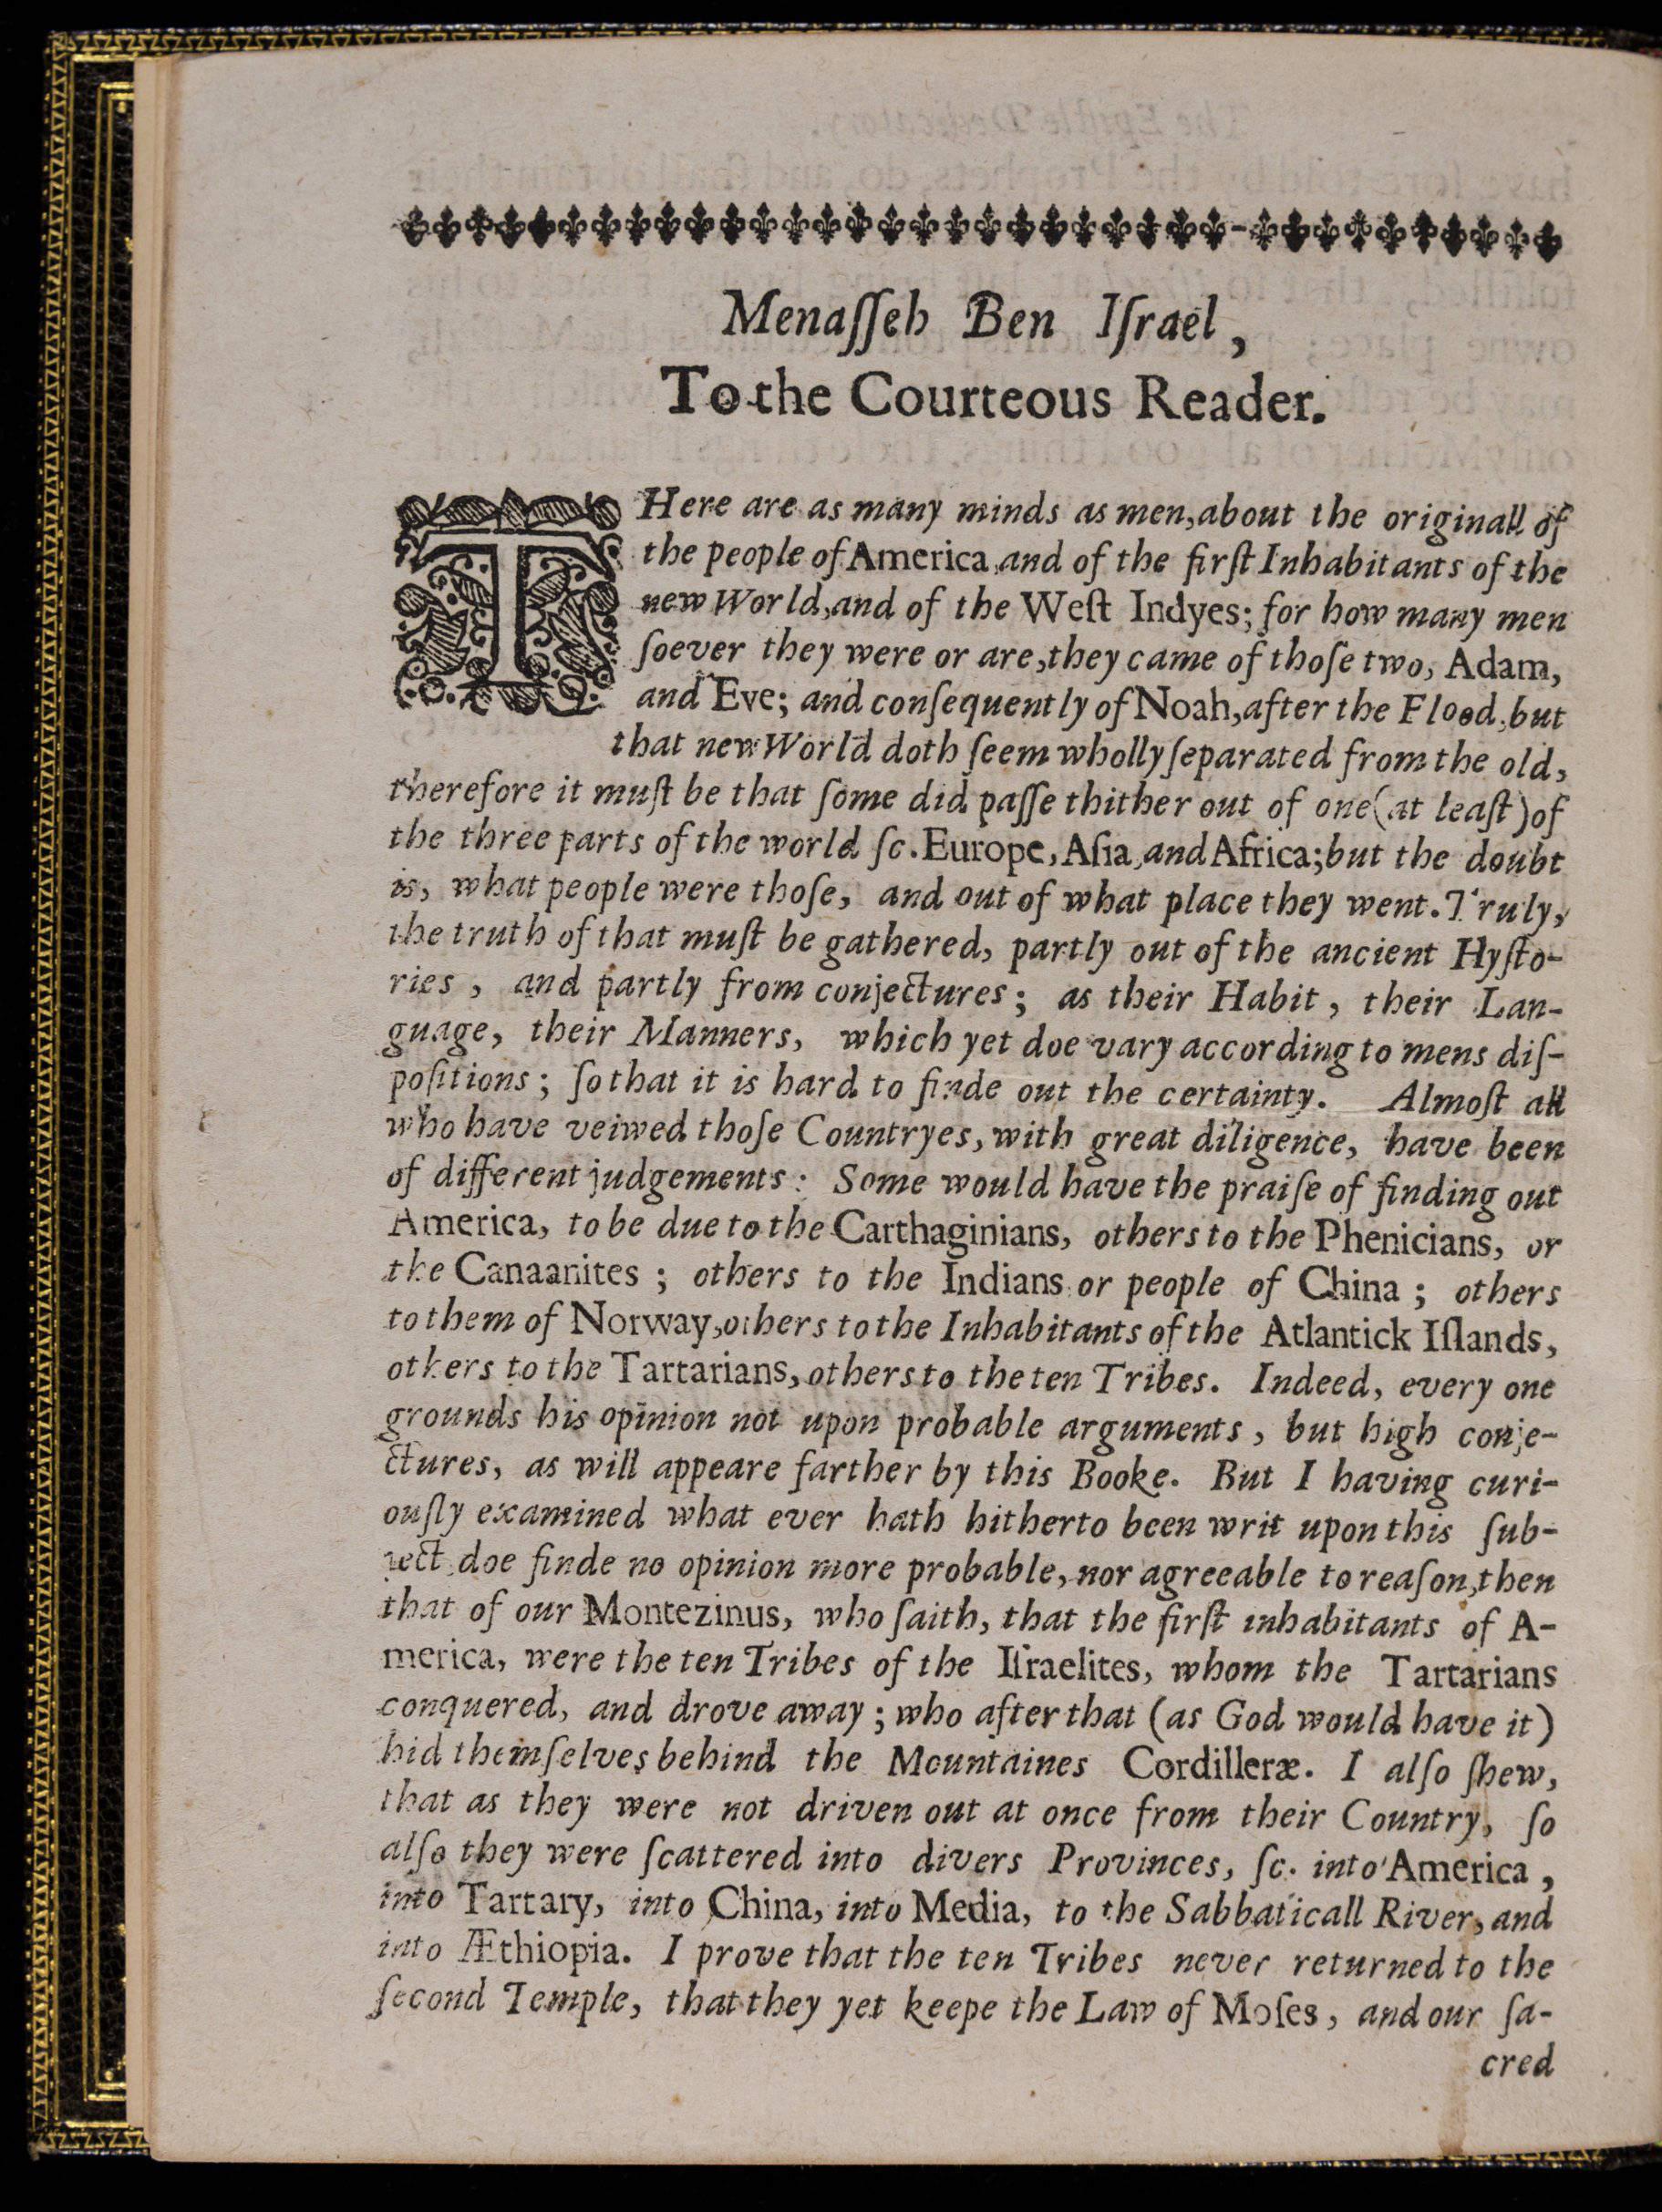 Menaſſeh Ben Iſrael,
To the Courteous Reader.
THere are as many minds as men, about the originall of
the people of America, and of the firſt Inhabitants of the
new World, and of the Weſt Indyes; for how many men
ſoever they were or are, they came of thoſe two, Adam,
and Eve; and conſequently of Noah, after the Flood, but
that new World doth ſeem wholly ſeparated from the old,
therefore it muſt be that ſome did paſſe thither out of one (at leaſt) of
the three parts of the world ſc. Europe, Aſia, and Africa; but the doubt
is, what people were thoſe, and out of what place they went. Truly,
the truth of that muſt be gathered, partly out of the ancient Hyſto-
ries, and partly from conjectures; as their Habit, their Lan-
guage, their Manners, which yet doe vary according to mens diſ-
poſitions; ſo that it is hard to finde out the certainty. Almoſt all
who have veiwed thoſe Countryes, with great diligence, have been
of different judgements: Some would have the praiſe of finding out
America, to be due to the Carthaginians, others to the Phenicians, or
the Canaanites; others to the Indians or people of China; others
to them of Norway, others to the Inhabitants of the Atlantick Iſlands,
others to the Tartarians, others to the ten Tribes. Indeed, every one
grounds his opinion not upon probable arguments, but high conje-
ctures, as will appeare farther by this Booke. But I having curi-
ouſly examined what ever hath hitherto been writ upon this ſub-
ject doe finde no opinion more probable, nor agreeable to reaſon, then
that of our Montezinus, who ſaith, that the firſt inhabitants of A-
merica, were the ten Tribes of the Iſraelites, whom the Tartarians
conquered, and drove away; who after that (as God would have it)
hid themſelves behind the Mountaines Cordilleræ. I alſo ſhew,
that as they were not driven out at once from their Country, ſo
alſo they were ſcattered into divers Provinces, ſc. into America,
into Tartary, into China, into Media, to the Sabbaticall River, and
into Æthiopia. I prove that the ten Tribes never returned to the
ſecond Temple, that they yet keepe the Law of Moſes, and our ſa-
cred